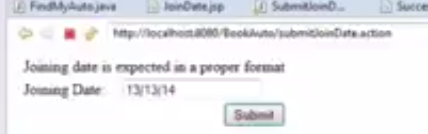 FindMyAuto.java JoinDate.jsp SubmitJoinD... Succe
http://localhost:8080/BookAuto/submitJoinDate.action
Joining date is expected in a proper format
Joining Date: 13/13/14
Submit